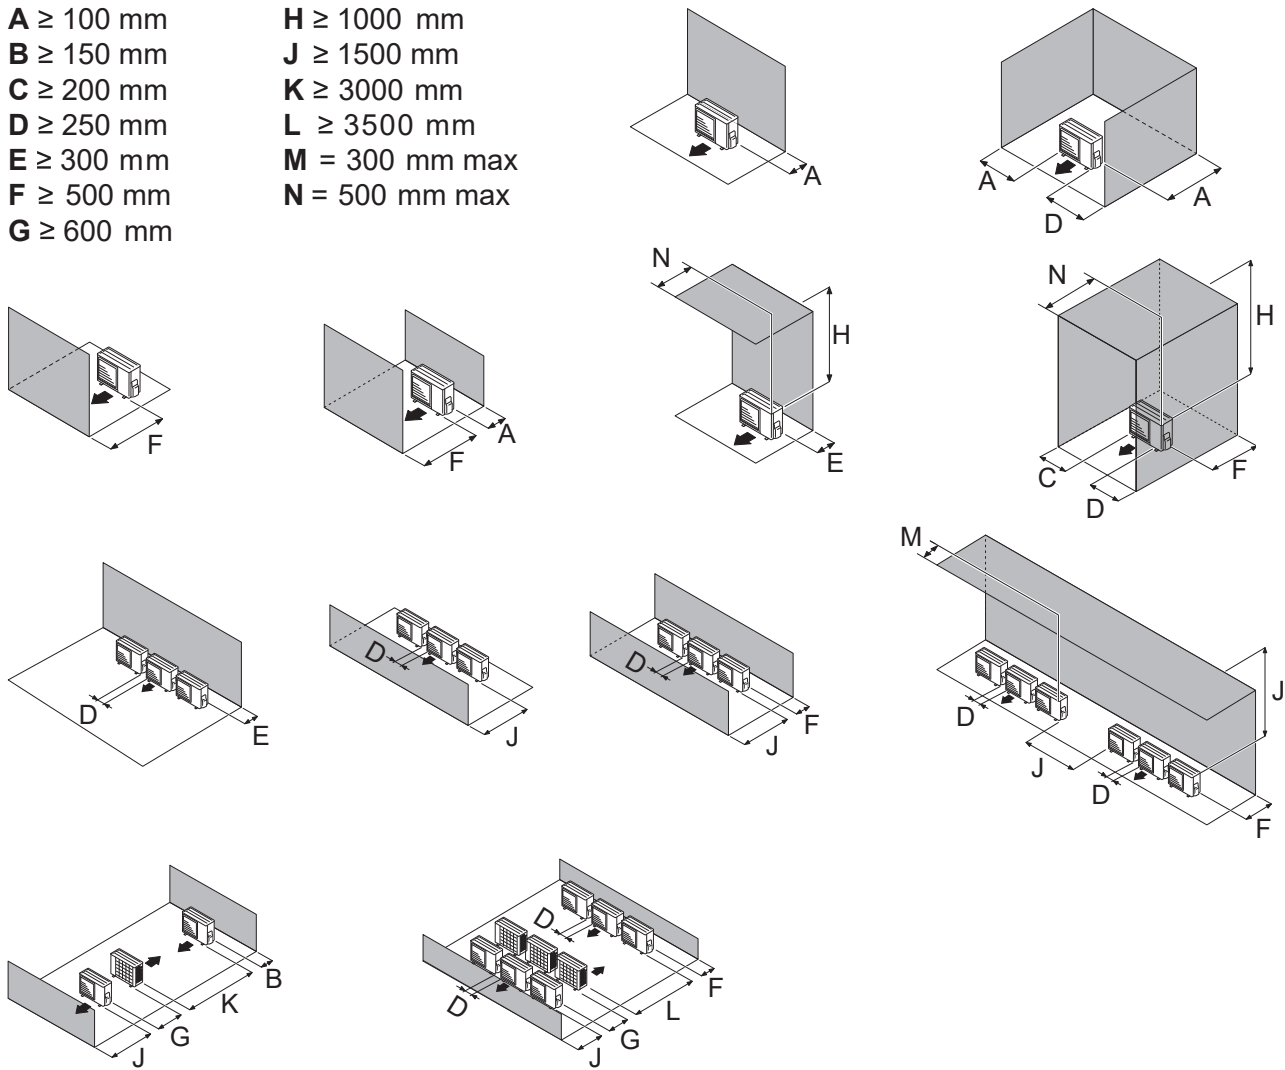 A ≥ 100 mm
B ≥ 150 mm
C ≥ 200 mm
D ≥ 250 mm
E ≥ 300 mm
F ≥ 500 mm
G ≥ 600 mm
H ≥ 1000 mm
J ≥ 1500 mm
K ≥ 3000 mm
L ≥ 3500 mm
M = 300 mm max
N = 500 mm max
A
A
D
A
F
F
A
N
H
E
N
H
C
D
F
D
E
D
J
D
J
F
M
D
J
D
J
F
B
K
G
J
D
D
F
L
G
J